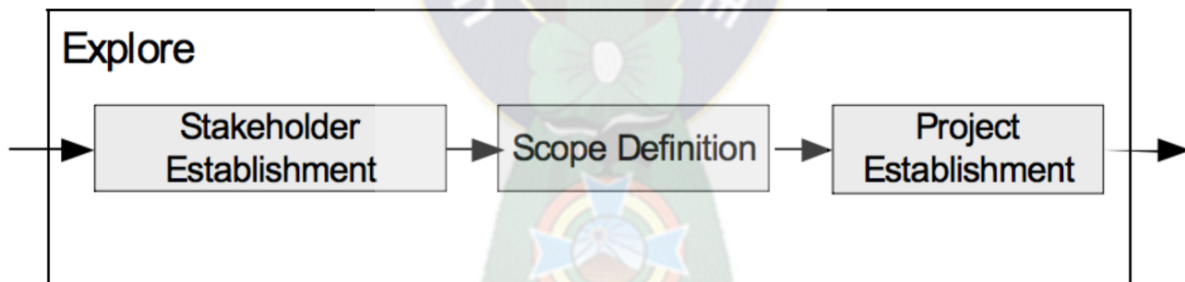 Explore
Stakeholder
Establishment
Scope Definition
Project
Establishment